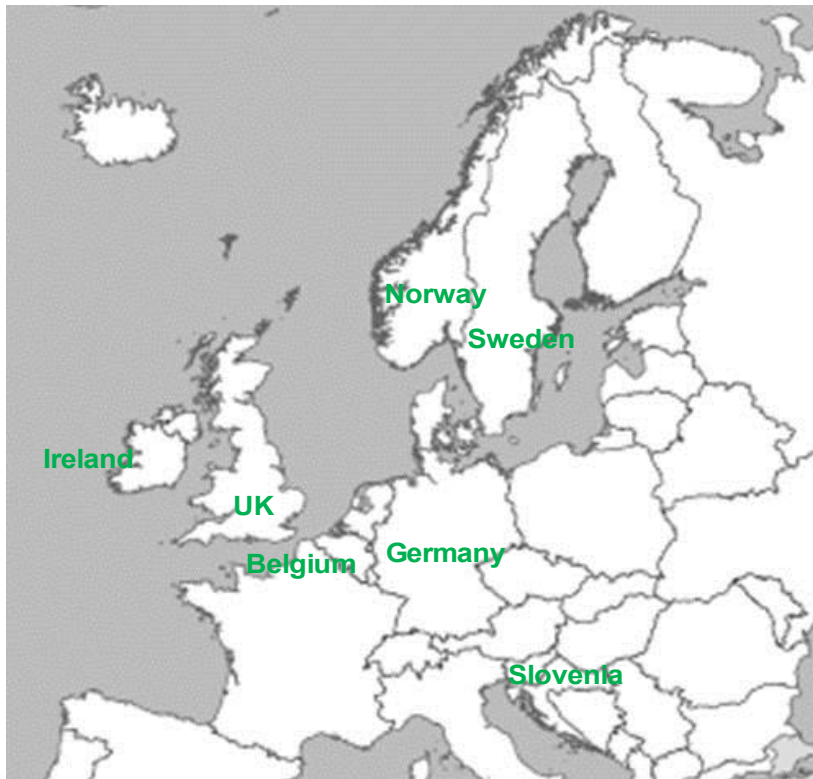 Norway
Sweden
Ireland
UK
Belgium
Germany
Slovenia